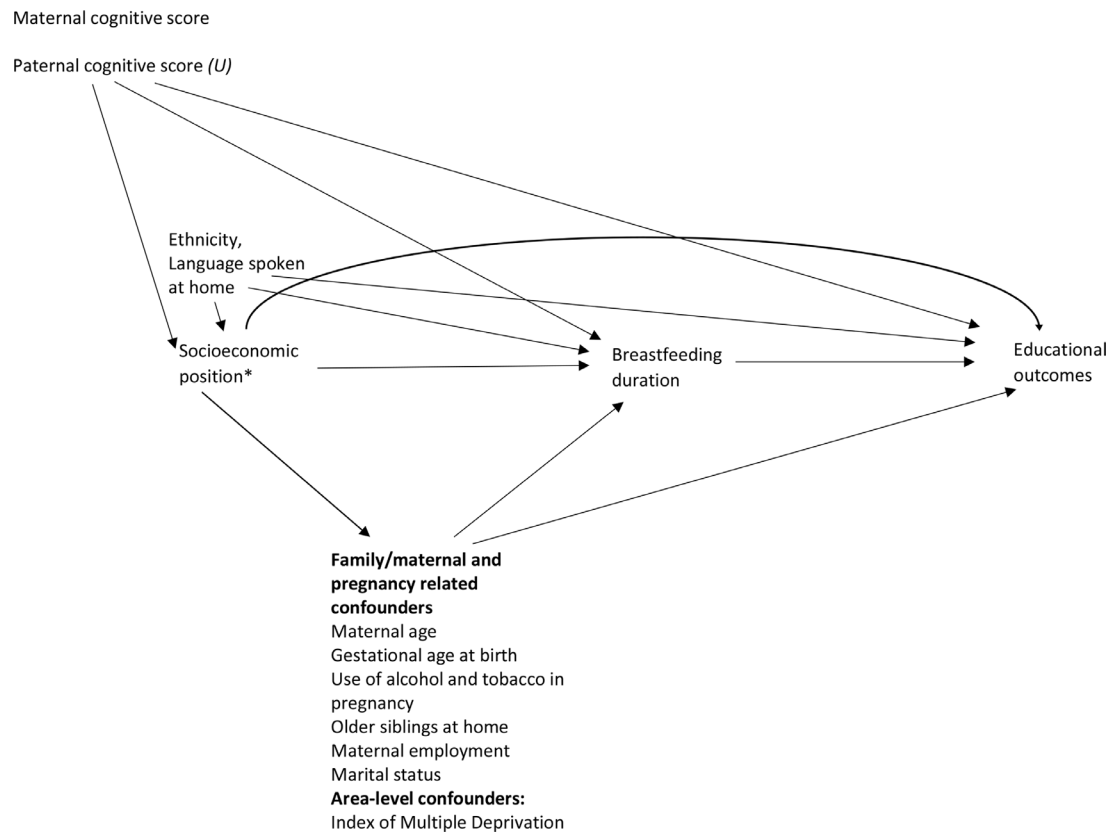 Maternal cognitive score
Paternal cognitive score (U)
Ethnicity,
Language spoken
at home
Socioeconomic
position*
Breastfeeding
duration
Educational
outcomes
Family/maternal and
pregnancy related
confounders
Maternal age
Gestational age at birth
Use of alcohol and tobacco in
pregnancy
Older siblings at home
Maternal employment
Marital status
Area-level confounders:
Index of Multiple Deprivation